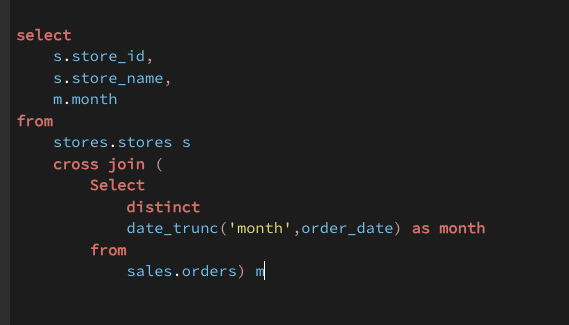 select
    s.store_id,
    s.store_name,
    m.month
from
    stores.stores s
    cross join (
        Select
            distinct
            date_trunc('month',order_date) as month
        from
            sales.orders) m